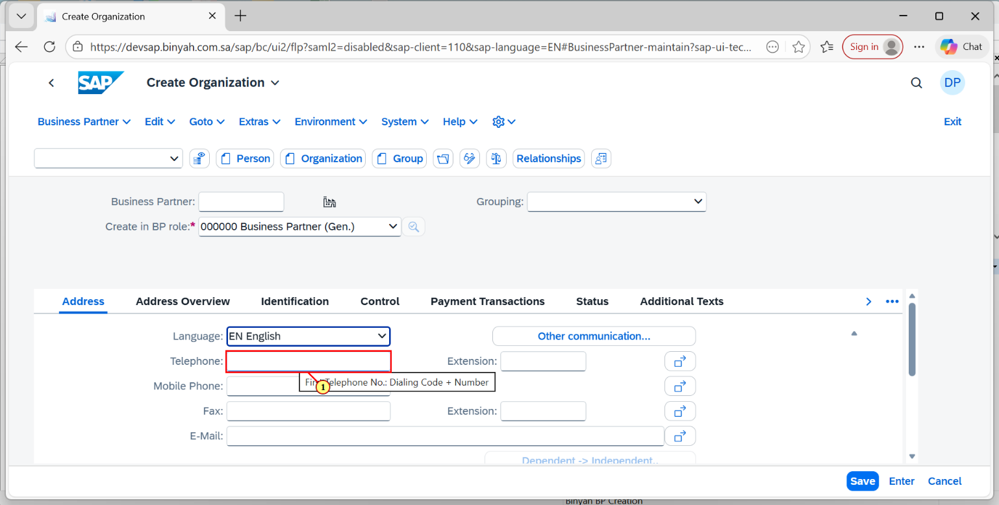 Create Organization
https://devsap.binyah.com.sa/sap/bc/ui2/flp?saml2=disabled&sap-client=110&sap-language=EN#BusinessPartner-maintain?sap-ui-tec...
Sign in
Chat
SAP
Create Organization
DP
Business Partner
Edit
Goto
Extras
Environment
System
Help
Exit
Person
Organization
Group
Relationships
Business Partner:
Grouping:
Create in BP role:*
000000 Business Partner (Gen.)
Address
Address Overview
Identification
Control
Payment Transactions
Status
Additional Texts
Language:
EN English
Other communication...
Telephone:
Extension:
First Telephone No.: Dialing Code + Number
1
Mobile Phone:
Fax:
Extension:
E-Mail:
Dependent -> Independent..
Save
Enter
Cancel
Binyah BP Creation